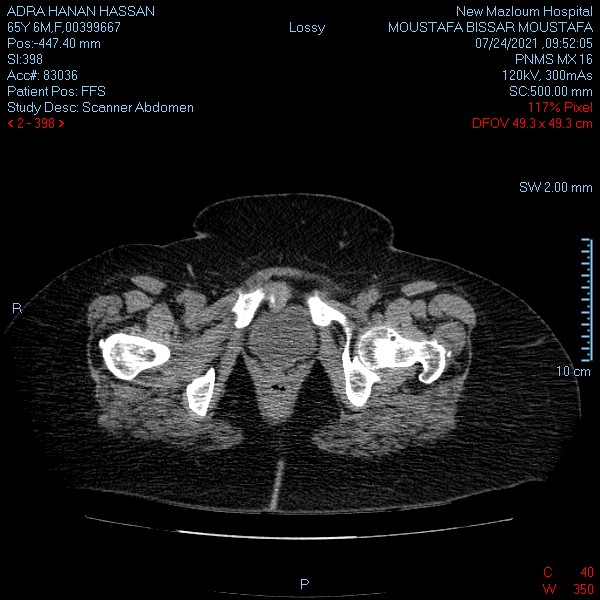 ADRA HANAN HASSAN
65Y 6M,F,00399667
Pos:-447.40 mm
SI:398
Acc#: 83036
Patient Pos: FFS
Study Desc: Scanner Abdomen
< 2 - 398 >
Lossy
New Mazloum Hospital
MOUSTAFA BISSAR MOUSTAFA
07/24/2021 ,09:52:05
PNMS MX 16
120kV, 300mAs
SC:500.00 mm
117% Pixel
DFOV 49.3 x 49.3 cm
SW 2.00 mm
R
10 cm
P
C 40
W 350